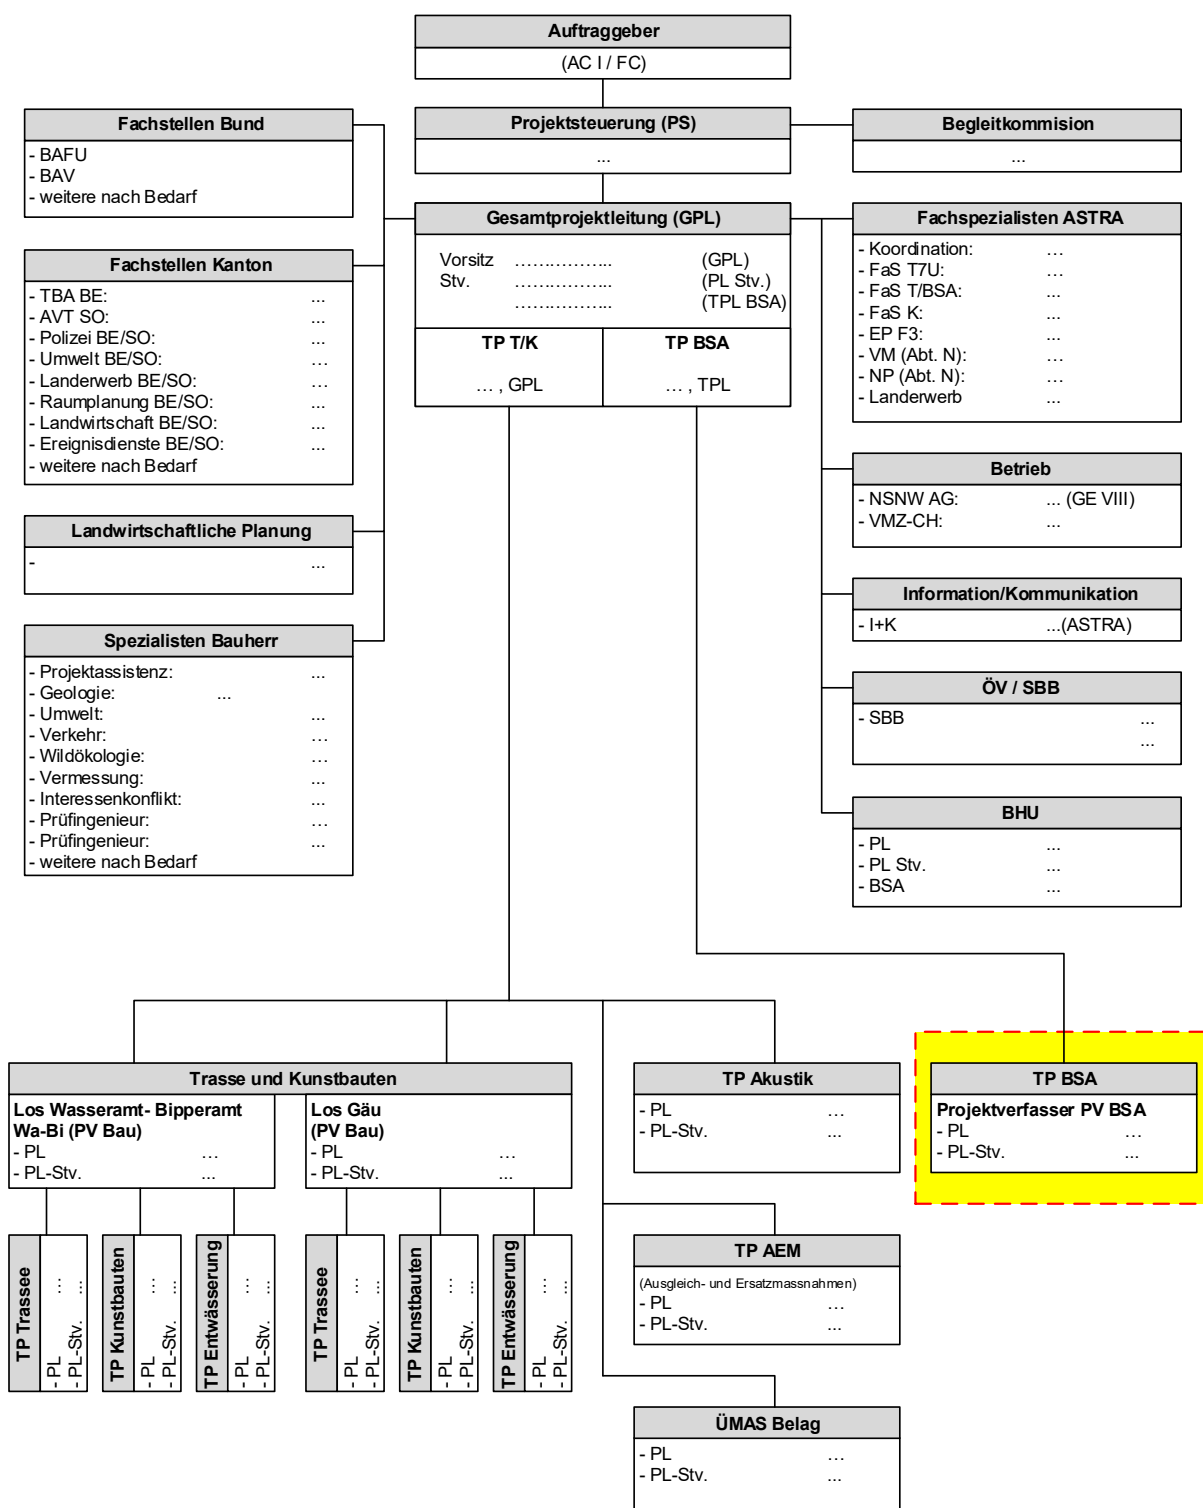 Auftraggeber
(AC I / FC)
Projektsteuerung (PS)
...
Begleitkommision
...
Fachstellen Bund
- BAFU
- BAV
- weitere nach Bedarf
Gesamtprojektleitung (GPL)
Vorsitz ……………... (GPL)
Stv. ……………... (PL Stv.)
……………... (TPL BSA)
TP T/K
… , GPL
TP BSA
… , TPL
Fachspezialisten ASTRA
- Koordination: …
- FaS T7U: …
- FaS T/BSA: ...
- FaS K: ...
- EP F3: ...
- VM (Abt. N): …
- NP (Abt. N): …
- Landerwerb ...
Fachstellen Kanton
- TBA BE: ...
- AVT SO: ...
- Polizei BE/SO: ...
- Umwelt BE/SO: …
- Landerwerb BE/SO: …
- Raumplanung BE/SO: ...
- Landwirtschaft BE/SO: ...
- Ereignisdienste BE/SO: ...
- weitere nach Bedarf
Betrieb
- NSNW AG: ... (GE VIII)
- VMZ-CH: ...
Landwirtschaftliche Planung
- ...
Information/Kommunikation
- I+K ...(ASTRA)
Spezialisten Bauherr
- Projektassistenz: ...
- Geologie: ...
- Umwelt: ...
- Verkehr: …
- Wildökologie: …
- Vermessung: ...
- Interessenkonflikt: ...
- Prüfingenieur: …
- Prüfingenieur: ...
- weitere nach Bedarf
ÖV / SBB
- SBB ...
...
BHU
- PL ...
- PL Stv. ...
- BSA ...
Trasse und Kunstbauten
Los Wasseramt- Bipperamt
Wa-Bi (PV Bau)
- PL …
- PL-Stv. ...
Los Gäu
(PV Bau)
- PL …
- PL-Stv. ...
TP Akustik
- PL …
- PL-Stv. ...
TP BSA
Projektverfasser PV BSA
- PL …
- PL-Stv. ...
TP Trassee
- PL …
- PL-Stv. ...
TP Kunstbauten
- PL …
- PL-Stv. ...
TP Entwässerung
- PL …
- PL-Stv. ...
TP Trassee
- PL …
- PL-Stv. ...
TP Kunstbauten
- PL …
- PL-Stv. ...
TP Entwässerung
- PL …
- PL-Stv. ...
TP AEM
(Ausgleich- und Ersatzmassnahmen)
- PL …
- PL-Stv. ...
ÜMAS Belag
- PL …
- PL-Stv. ...